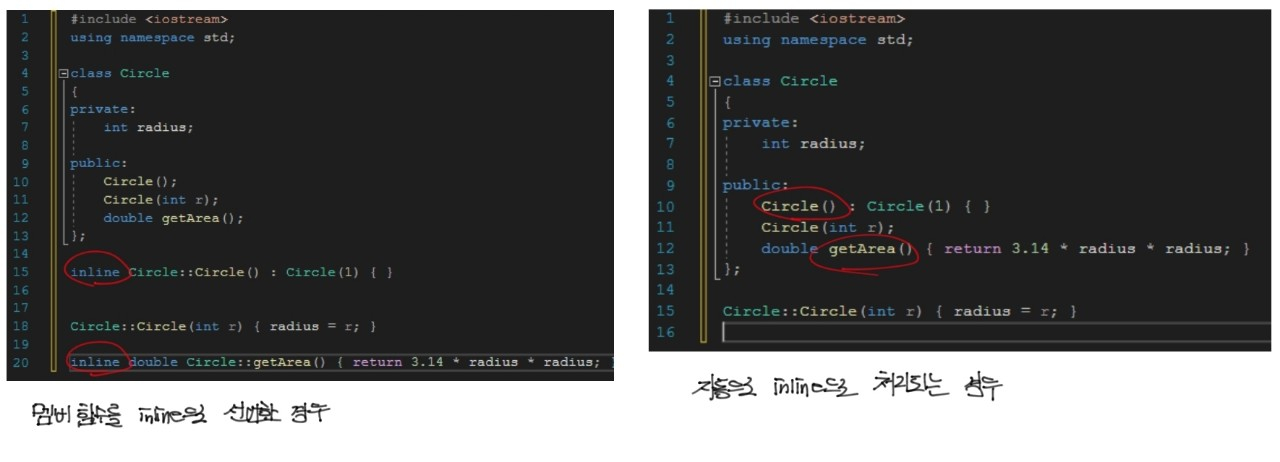 1 #include <iostream>
2 using namespace std;
3
4 class Circle
5 {
6 private:
7 int radius;
8
9 public:
10 Circle();
11 Circle(int r);
12 double getArea();
13 };
14
15 inline Circle::Circle() : Circle(1) { }
16
17
18 Circle::Circle(int r) { radius = r; }
19
20 inline double Circle::getArea() { return 3.14 * radius * radius; }
멤버 함수를 inline으로 선언한 경우
1 #include <iostream>
2 using namespace std;
3
4 class Circle
5 {
6 private:
7 int radius;
8
9 public:
10 Circle() : Circle(1) { }
11 Circle(int r);
12 double getArea() { return 3.14 * radius * radius; }
13 };
14
15 Circle::Circle(int r) { radius = r; }
16
자동으로 inline으로 처리되는 경우